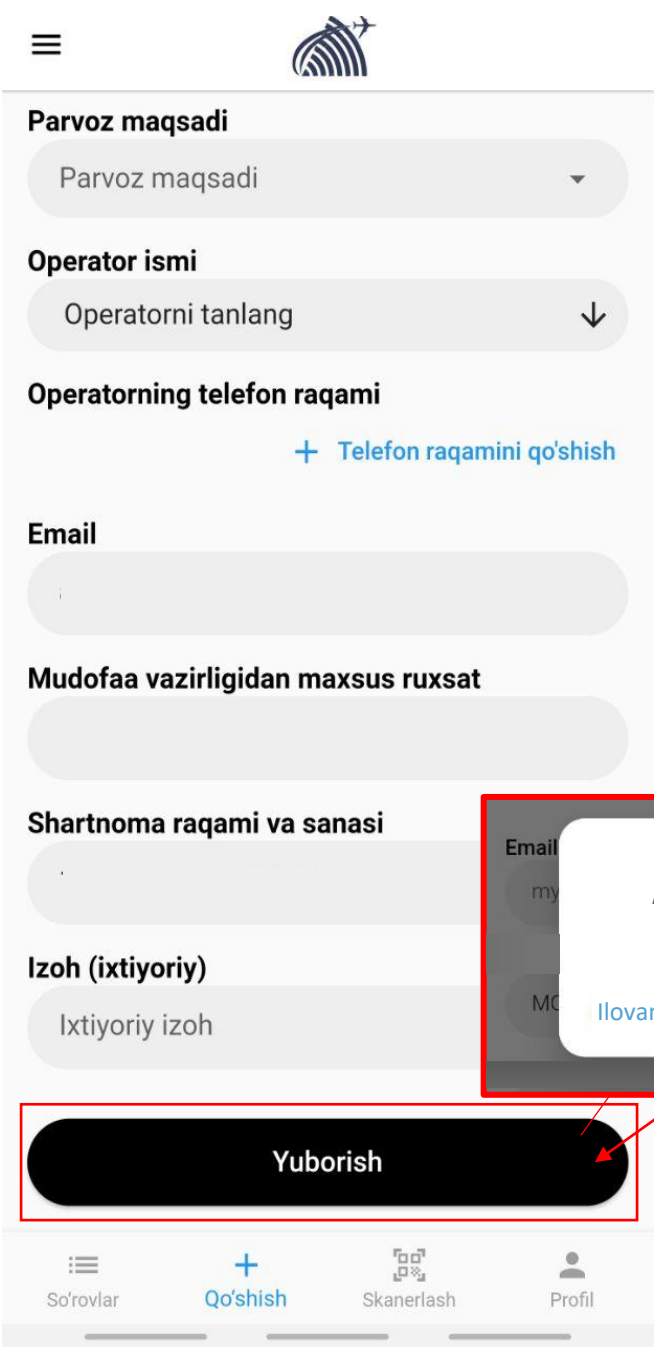 Parvoz maqsadi
Parvoz maqsadi
Operator ismi
Operatorni tanlang
Operatorning telefon raqami
+ Telefon raqamini qo'shish
Email
Mudofaa vazirligidan maxsus ruxsat
Shartnoma raqami va sanasi
Email
my
Izoh (ixtiyoriy)
Ixtiyoriy izoh
Yuborish
So‘rovlar
Qo‘shish
Skanerlash
Profil